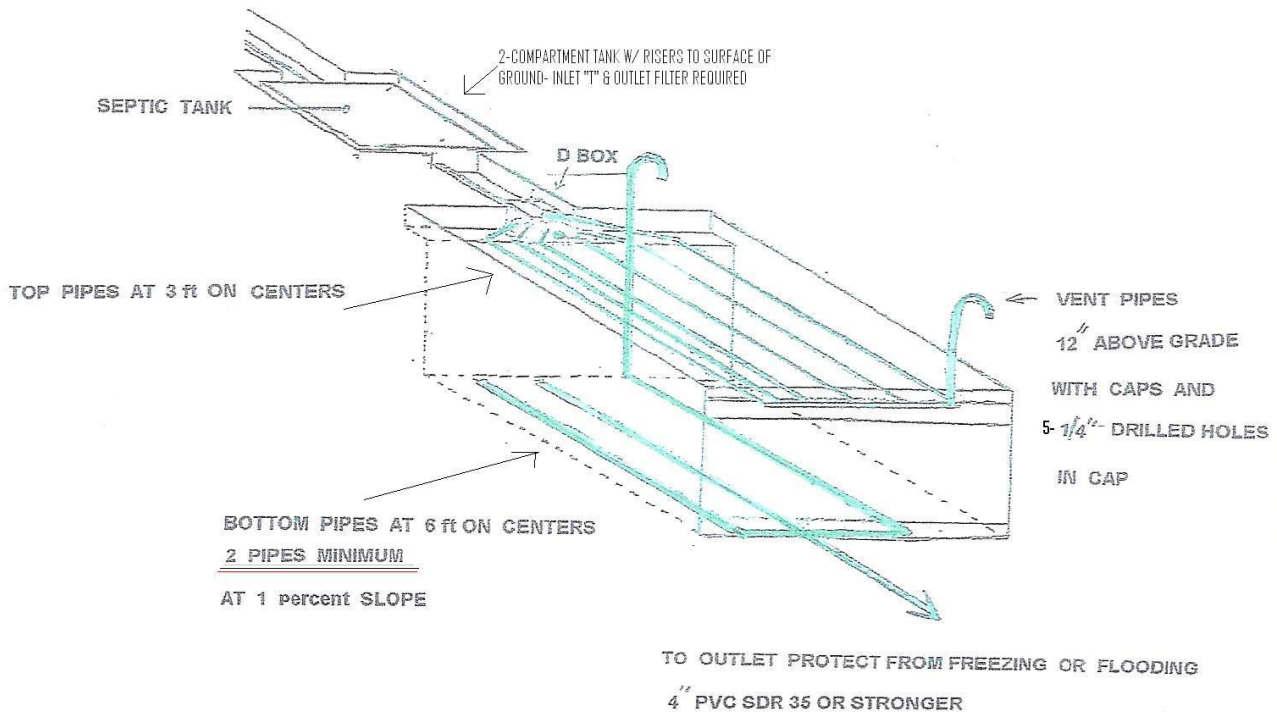 2-COMPARTMENT TANK W/ RISERS TO SURFACE OF
GROUND- INLET "T" & OUTLET FILTER REQUIRED
SEPTIC TANK
D BOX
TOP PIPES AT 3 ft ON CENTERS
VENT PIPES
12" ABOVE GRADE
WITH CAPS AND
5- 1/4"- DRILLED HOLES
IN CAP
BOTTOM PIPES AT 6 ft ON CENTERS
2 PIPES MINIMUM
AT 1 percent SLOPE
TO OUTLET PROTECT FROM FREEZING OR FLOODING
4" PVC SDR 35 OR STRONGER